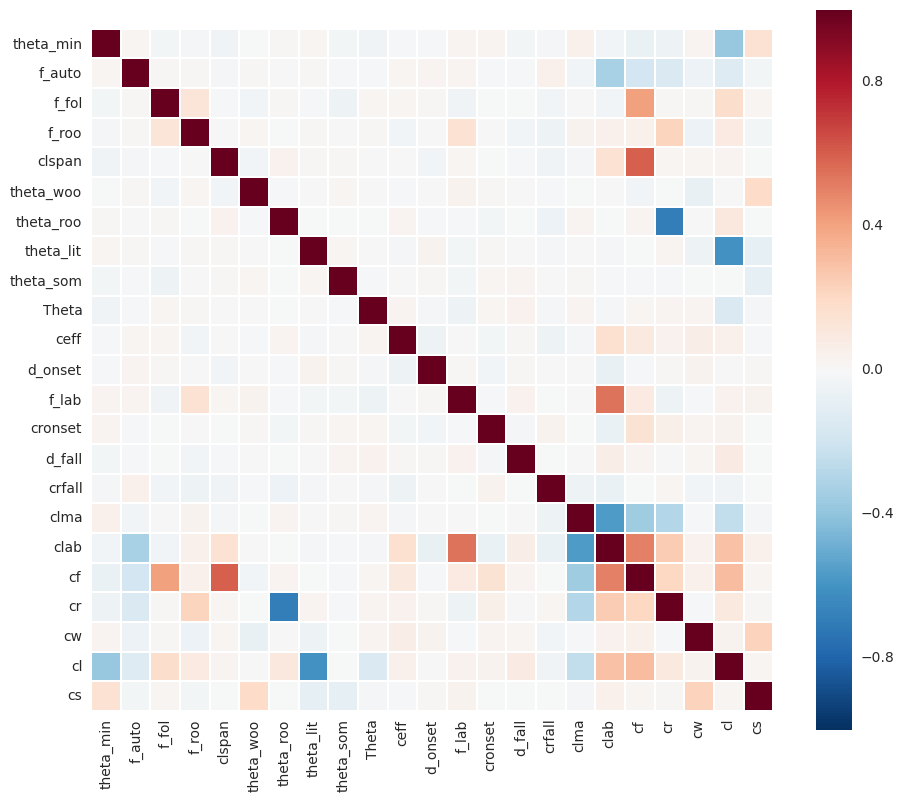 theta_min
f_auto
f_fol
f_roo
clspan
theta_woo
theta_roo
theta_lit
theta_som
Theta
ceff
d_onset
f_lab
cronset
d_fall
crfall
clma
clab
cf
cr
cw
cl
cs
theta_min
f_auto
f_fol
f_roo
clspan
theta_woo
theta_roo
theta_lit
theta_som
Theta
ceff
d_onset
f_lab
cronset
d_fall
crfall
clma
clab
cf
cr
cw
cl
cs
0.8
0.4
0.0
−0.4
−0.8